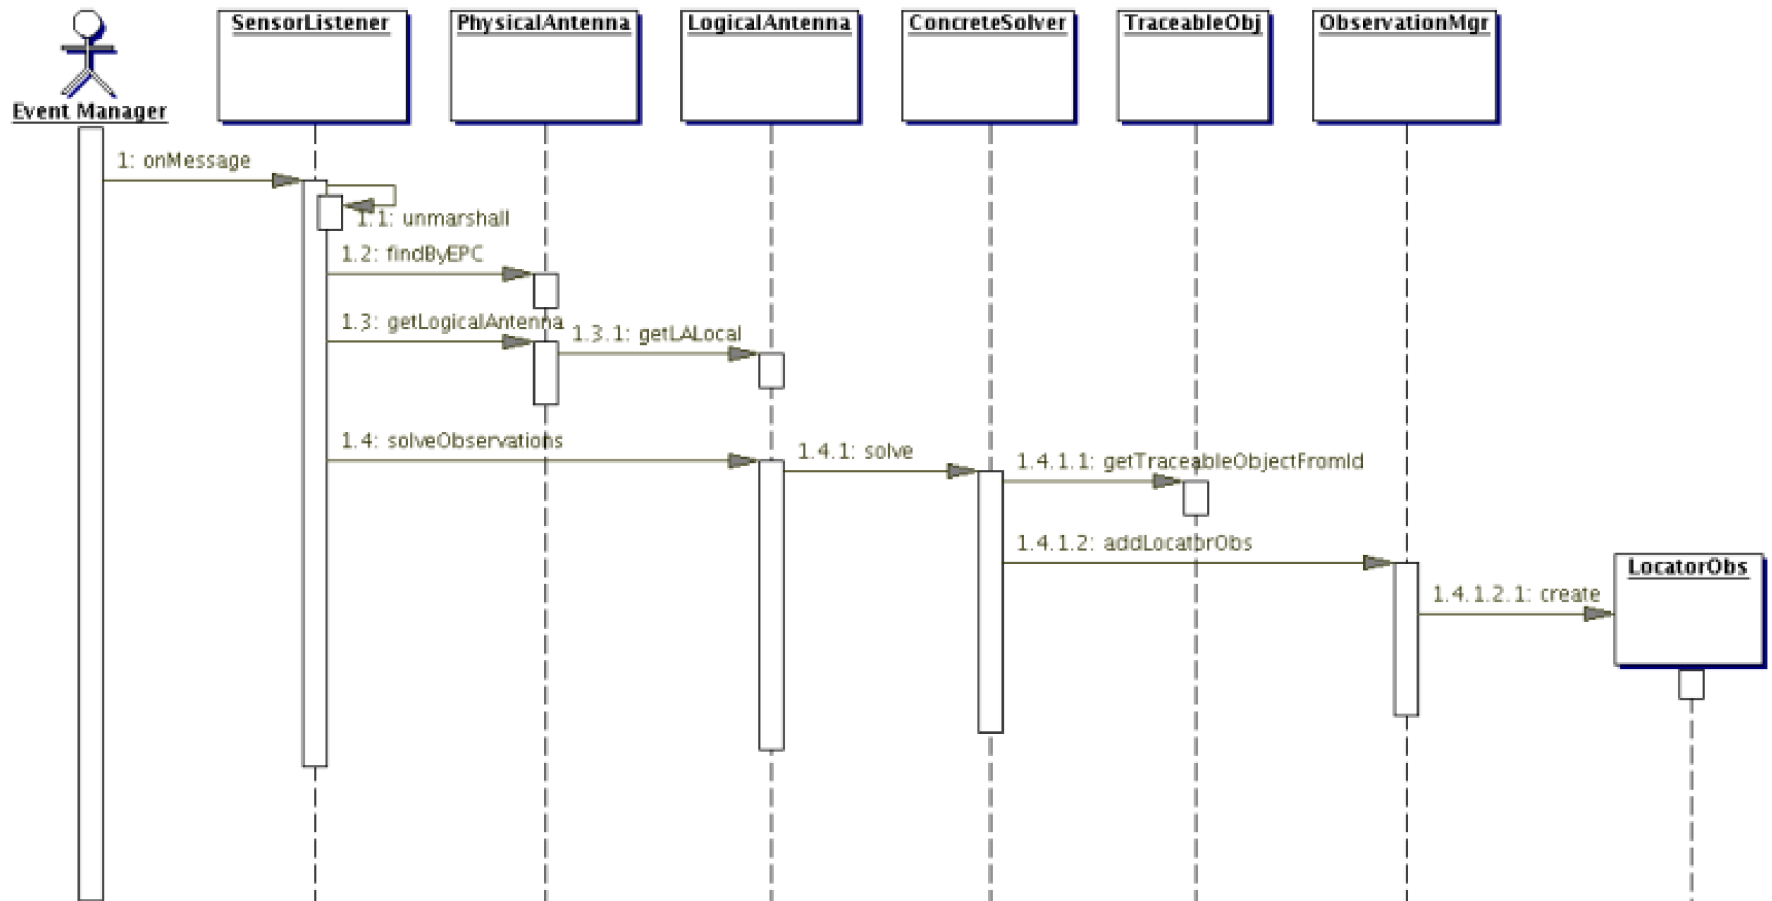 SensorListener
PhysicalAntenna
LogicalAntenna
ConcreteSolver
TraceableObj
ObservationMgr
Event Manager
1: onMessage
1.1: unmarshall
1.2: findByEPC
1.3: getLogicalAntenna
1.3.1: getLALocal
1.4: solveObservations
1.4.1: solve
1.4.1.1: getTraceableObjectFromId
1.4.1.2: addLocatorObs
LocatorObs
1.4.1.2.1: create